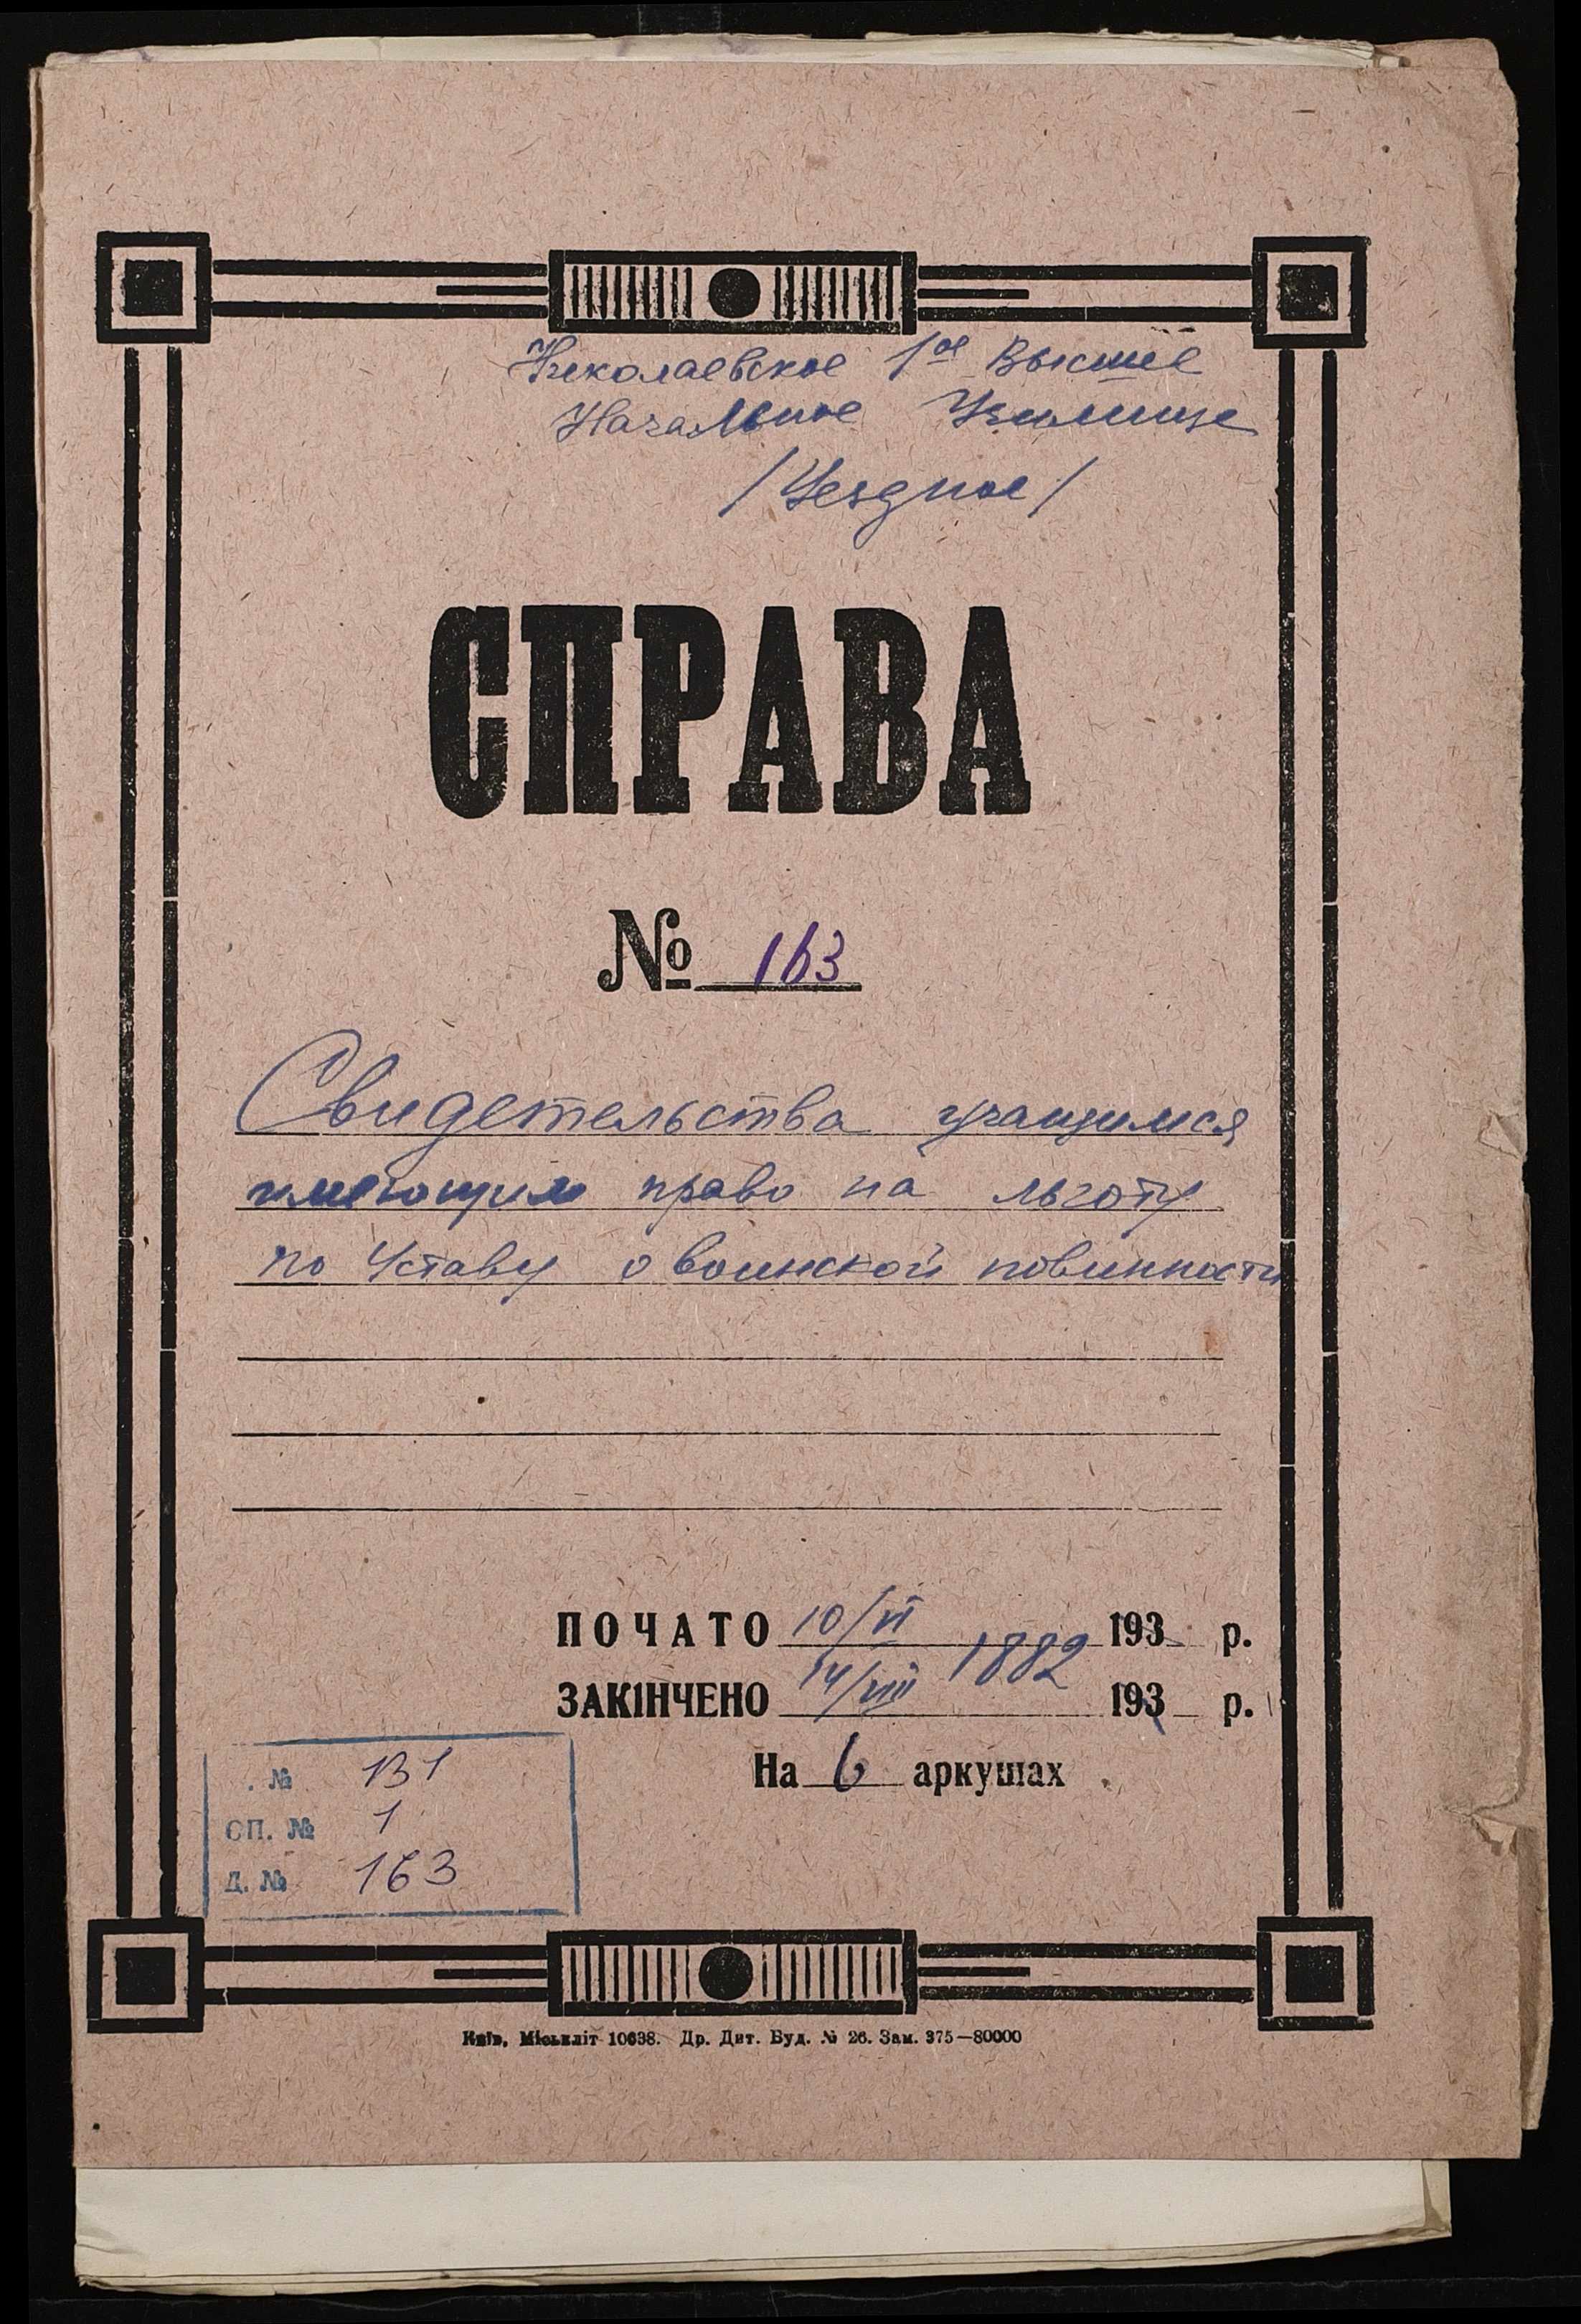 Николаевское 1ое Высшее
Начальное Училище
/Уездное/
СПРАВА
№ 163
Свидетельства учащимся
имеющим право на льготу
по Уставу о воинской повинности
ПОЧАТО 10/VI 193 р.
1882
ЗАКІНЧЕНО 14/VIII 193 р.
На 6 аркушах
. № 131
ОП. № 1
Д. № 163
Київ, Міськліт 10638. Др. Дит. Буд. № 26. Зам. 375—80000